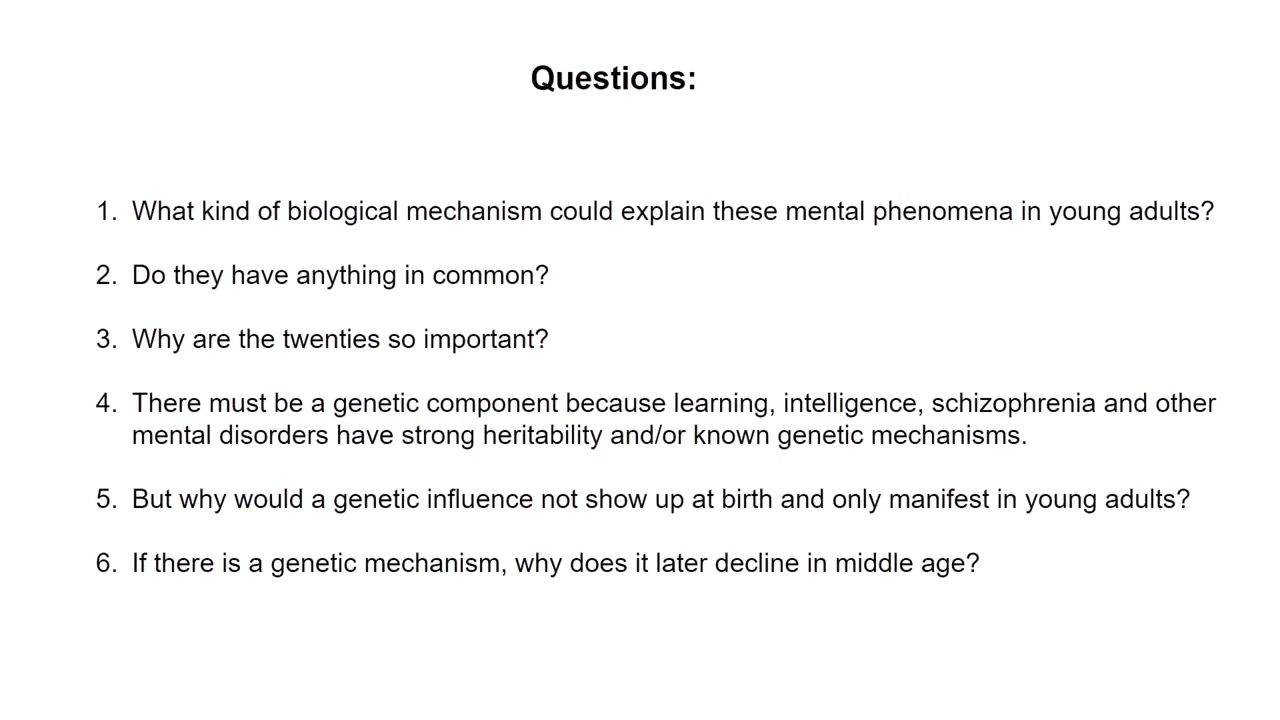 Questions:
1. What kind of biological mechanism could explain these mental phenomena in young adults?
2. Do they have anything in common?
3. Why are the twenties so important?
4. There must be a genetic component because learning, intelligence, schizophrenia and other
mental disorders have strong heritability and/or known genetic mechanisms.
5. But why would a genetic influence not show up at birth and only manifest in young adults?
6. If there is a genetic mechanism, why does it later decline in middle age?